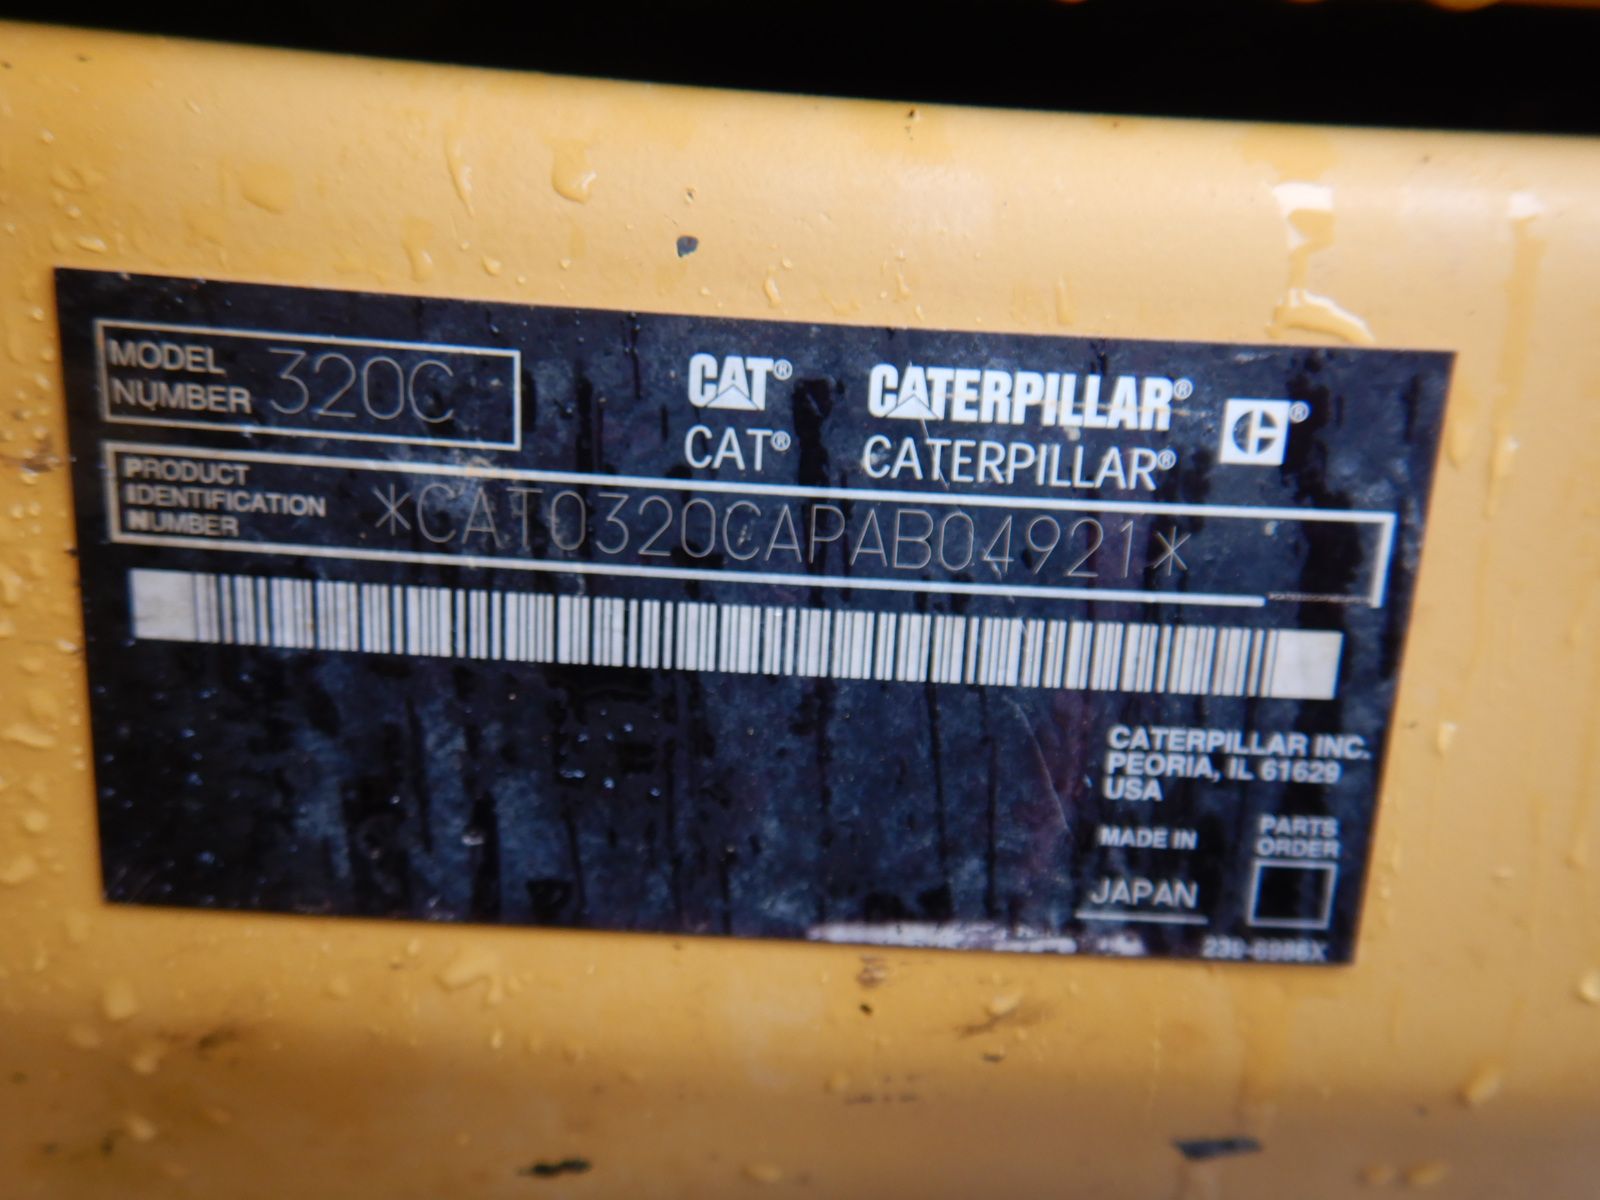 MODEL
NUMBER 320C
CAT® CATERPILLAR® ®
CAT® CATERPILLAR®
PRODUCT
IDENTIFICATION
NUMBER
*CAT0320CAPAB04921*
CATERPILLAR INC.
PEORIA, IL 61629
USA
MADE IN
JAPAN
PARTS
ORDER